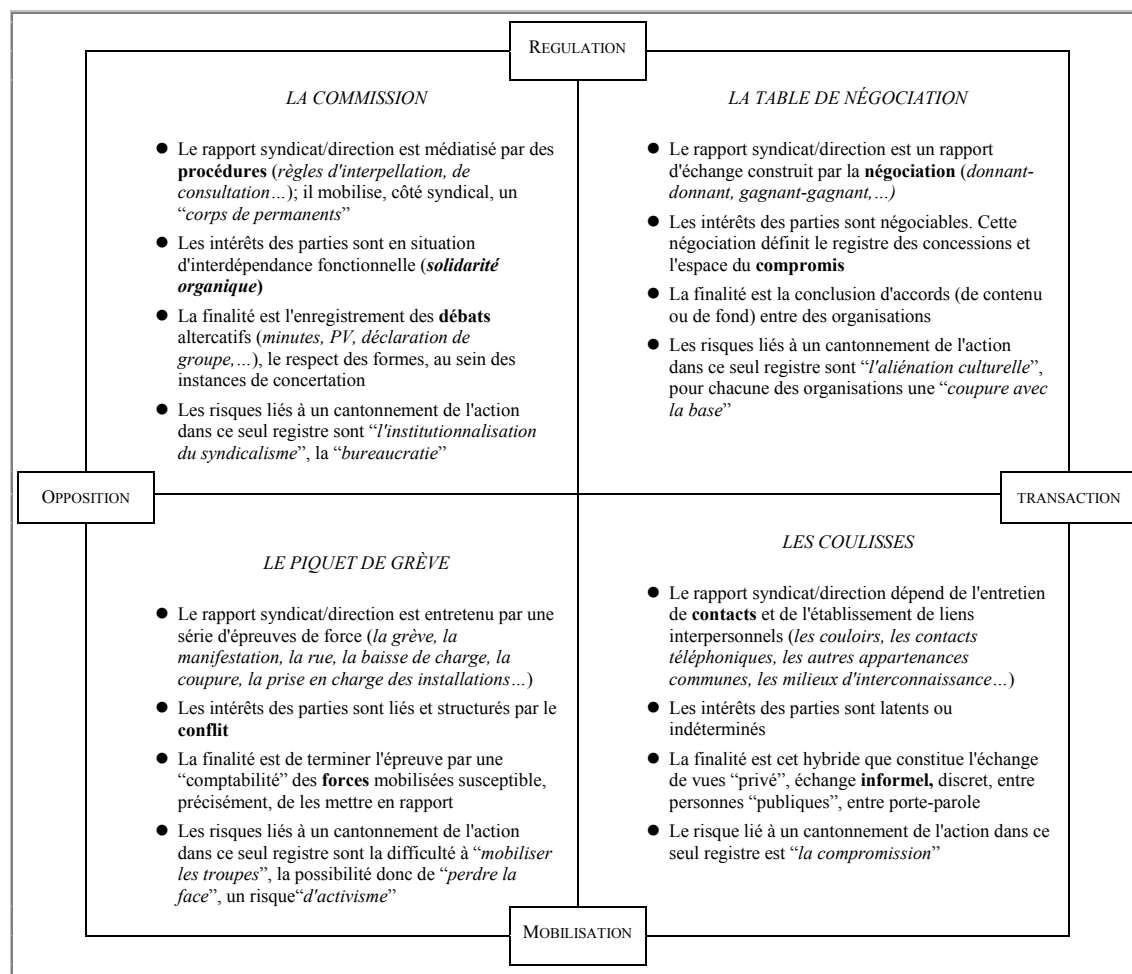 REGULATION
LA COMMISSION
● Le rapport syndicat/direction est médiatisé par des
procédures (règles d'interpellation, de
consultation…); il mobilise, côté syndical, un
“corps de permanents”
● Les intérêts des parties sont en situation
d'interdépendance fonctionnelle (solidarité
organique)
● La finalité est l'enregistrement des débats
altercatifs (minutes, PV, déclaration de
groupe,…), le respect des formes, au sein des
instances de concertation
● Les risques liés à un cantonnement de l'action
dans ce seul registre sont “l'institutionnalisation
du syndicalisme”, la “bureaucratie”
LA TABLE DE NÉGOCIATION
● Le rapport syndicat/direction est un rapport
d'échange construit par la négociation (donnant-
donnant, gagnant-gagnant,…)
● Les intérêts des parties sont négociables. Cette
négociation définit le registre des concessions et
l'espace du compromis
● La finalité est la conclusion d'accords (de contenu
ou de fond) entre des organisations
● Les risques liés à un cantonnement de l'action
dans ce seul registre sont “l'aliénation culturelle”,
pour chacune des organisations une “coupure avec
la base”
OPPOSITION
TRANSACTION
LE PIQUET DE GRÈVE
● Le rapport syndicat/direction est entretenu par une
série d'épreuves de force (la grève, la
manifestation, la rue, la baisse de charge, la
coupure, la prise en charge des installations…)
● Les intérêts des parties sont liés et structurés par le
conflit
● La finalité est de terminer l'épreuve par une
“comptabilité” des forces mobilisées susceptible,
précisément, de les mettre en rapport
● Les risques liés à un cantonnement de l'action
dans ce seul registre sont la difficulté à “mobiliser
les troupes”, la possibilité donc de “perdre la
face”, un risque“d'activisme”
LES COULISSES
● Le rapport syndicat/direction dépend de l'entretien
de contacts et de l'établissement de liens
interpersonnels (les couloirs, les contacts
téléphoniques, les autres appartenances
communes, les milieux d'interconnaissance…)
● Les intérêts des parties sont latents ou
indéterminés
● La finalité est cet hybride que constitue l'échange
de vues “privé”, échange informel, discret, entre
personnes “publiques”, entre porte-parole
● Le risque lié à un cantonnement de l'action dans ce
seul registre est “la compromission”
MOBILISATION